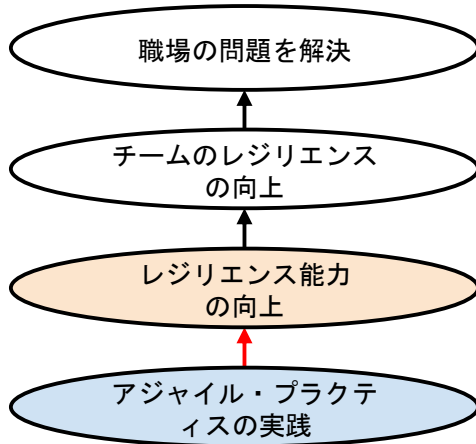 職場の問題を解決
チームのレジリエンス
の向上
レジリエンス能力
の向上
アジャイル・プラクテ
ィスの実践